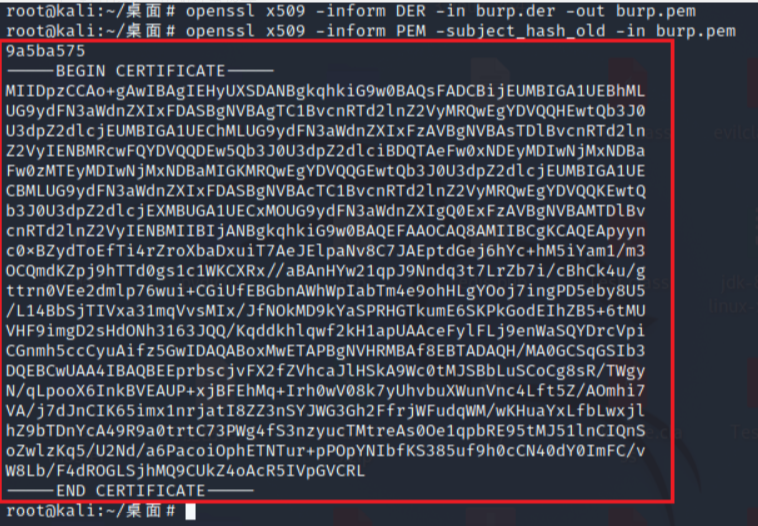 root@kali:~/桌面# openssl x509 -inform DER -in burp.der -out burp.pem
root@kali:~/桌面# openssl x509 -inform PEM -subject_hash_old -in burp.pem
9a5ba575
-----BEGIN CERTIFICATE-----
MIIDpzCCAo+gAwIBAgIEHyUXSDANBgkqhkiG9w0BAQsFADCBijEUMBIGA1UEBhML
UG9ydFN3aWdnZXIxFDASBgNVBAgTC1BvcnRTd2lnZ2VyMRQwEgYDVQQHEwtQb3J0
U3dpZ2dlcjEUMBIGA1UEChMLUG9ydFN3aWdnZXIxFzAVBgNVBAsTDlBvcnRTd2ln
Z2VyIENBMRcwFQYDVQQDEw5Qb3J0U3dpZ2dlciBDQTAeFw0xNDEyMDIwNjMxNDBa
Fw0zMTEyMDIwNjMxNDBaMIGKMRQwEgYDVQQGEwtQb3J0U3dpZ2dlcjEUMBIGA1UE
CBMLUG9ydFN3aWdnZXIxFDASBgNVBAcTC1BvcnRTd2lnZ2VyMRQwEgYDVQQKEwtQ
b3J0U3dpZ2dlcjEXMBUGA1UECxMOUG9ydFN3aWdnZXIgQ0ExFzAVBgNVBAMTDlBv
cnRTd2lnZ2VyIENBMIIBIjANBgkqhkiG9w0BAQEFAAOCAQ8AMIIBCgKCAQEApyyn
c0×BZydToEfTi4rZroXbaDxuiT7AeJElpaNv8C7JAEptdGej6hYc+hM5iYam1/m3
OCQmdKZpj9hTTd0gs1c1WKCXRx//aBAnHYw21qpJ9Nndq3t7LrZb7i/cBhCk4u/g
ttrn0VEe2dmlp76wui+CGiUfEBGbnAWhWpIabTm4e9ohHLgYOoj7ingPD5eby8U5
/L14BbSjTIVxa31mqVvsMIx/JfNOkMD9kYaSPRHGTkumE6SKPkGodEIhZB5+6tMU
VHF9imgD2sHdONh3163JQQ/Kqddkhlqwf2kH1apUAAceFylFLj9enWaSQYDrcVpi
CGnmh5ccCyuAifz5GwIDAQABoxMwETAPBgNVHRMBAf8EBTADAQH/MA0GCSqGSIb3
DQEBCwUAA4IBAQBEEprbscjvFX2fZVhcaJlHSkA9Wc0tMJSBbLuSCoCg8sR/TWgy
N/qLpooX6InkBVEAUP+xjBFEhMq+Irh0wV08k7yUhvbuXWunVnc4Lft5Z/AOmhi7
VA/j7dJnCIK65imx1nrjatI8ZZ3nSYJWG3Gh2FfrjWFudqWM/wKHuaYxLfbLwxjl
hZ9bTDnYcA49R9a0trtC73PWg4fS3nzyucTMtreAs0Oe1qpbRE95tMJ51lnCIQnS
oZwlzKq5/U2Nd/a6PacoiOphETNTur+pPOpYNIbfKS385uf9h0cCN40dY0ImFC/v
W8Lb/F4dROGLSjhMQ9CUkZ4oAcR5IVpGVCRL
-----END CERTIFICATE-----
root@kali:~/桌面#